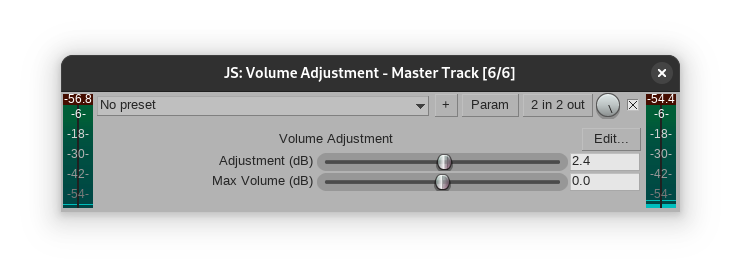 JS: Volume Adjustment - Master Track [6/6]
-56.8 No preset + Param 2 in 2 out -54.4
-6- -6-
Volume Adjustment Edit...
-18- -18-
-30- Adjustment (dB) 2.4 -30-
-42- Max Volume (dB) 0.0 -42-
-54- -54-